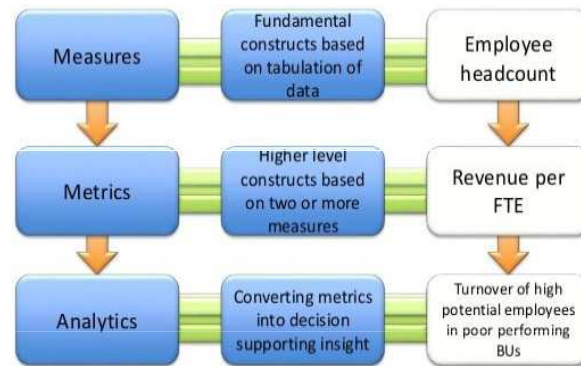 Measures
Fundamental
constructs based
on tabulation of
data
Employee
headcount
Metrics
Higher level
constructs based
on two or more
measures
Revenue per
FTE
Analytics
Converting metrics
into decision
supporting insight
Turnover of high
potential employees
in poor performing
BUs